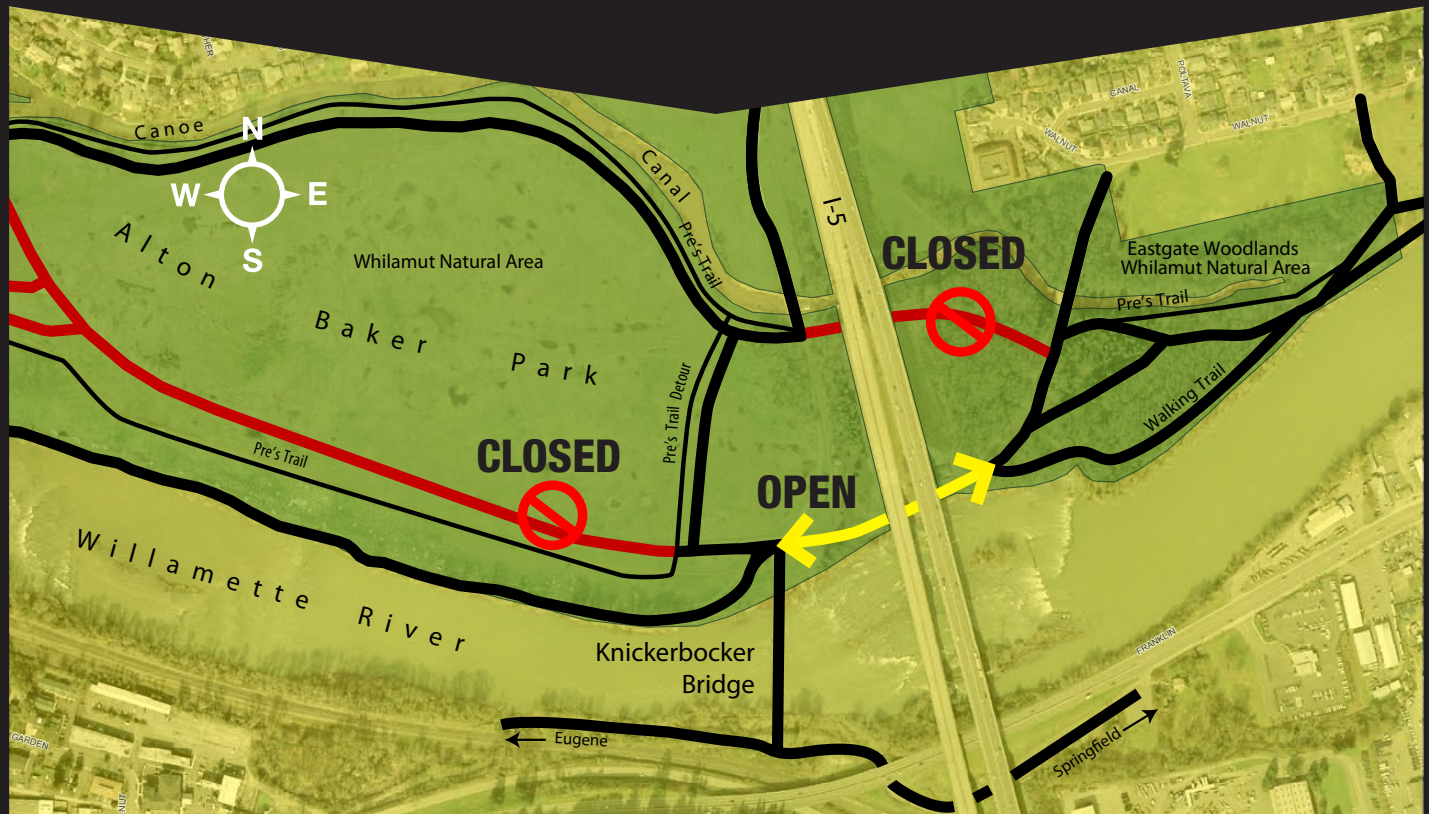 HER
CANAL
POLTAVA
WALNUT
WALNUT
Canoe
N
W
E
S
Canal
I-5
Pre's Trail
CLOSED
Alton
Baker Park
Whilamut Natural Area
Eastgate Woodlands
Whilamut Natural Area
Pre's Trail
Walking Trail
Pre's Trail Detour
Pre's Trail
CLOSED
OPEN
Willamette River
Knickerbocker
Bridge
FRANKLIN
Eugene
Springfield
GARDEN
NUT